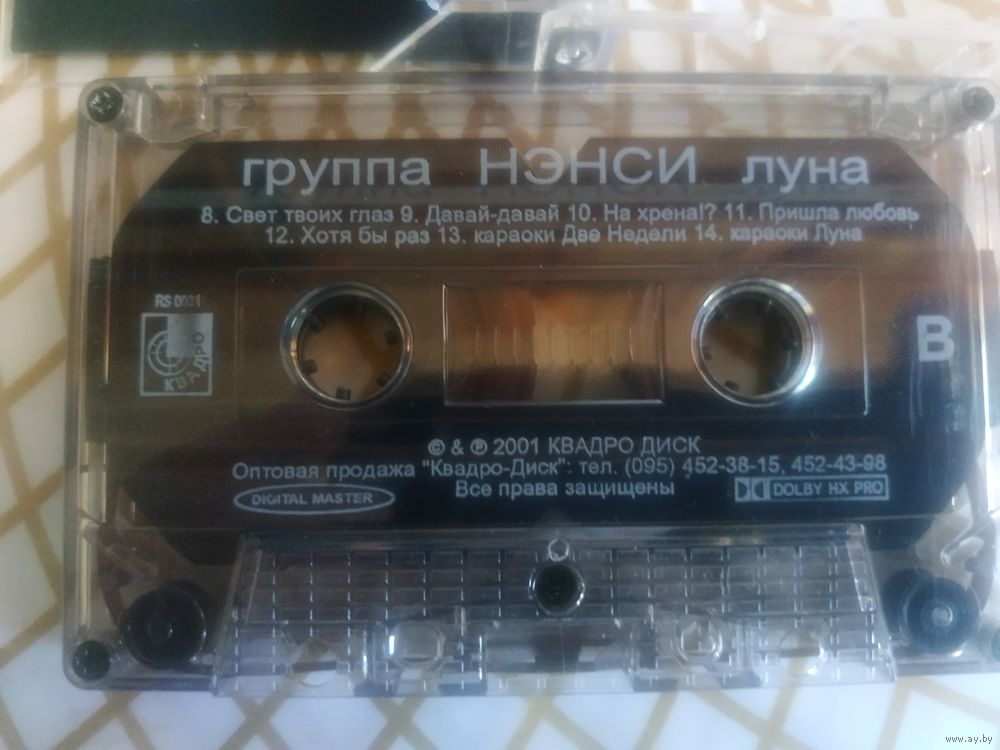 группа НЭНСИ луна
8. Свет твоих глаз 9. Давай-давай 10. На хрена!? 11. Пришла любовь
12. Хотя бы раз 13. караоки Две Недели 14. караоки Луна
RS 0031
КВАДРО
B
© & ℗ 2001 КВАДРО ДИСК
Оптовая продажа "Квадро-Диск": тел. (095) 452-38-15, 452-43-98
Все права защищены
DIGITAL MASTER
DOLBY HX PRO
www.ay.by